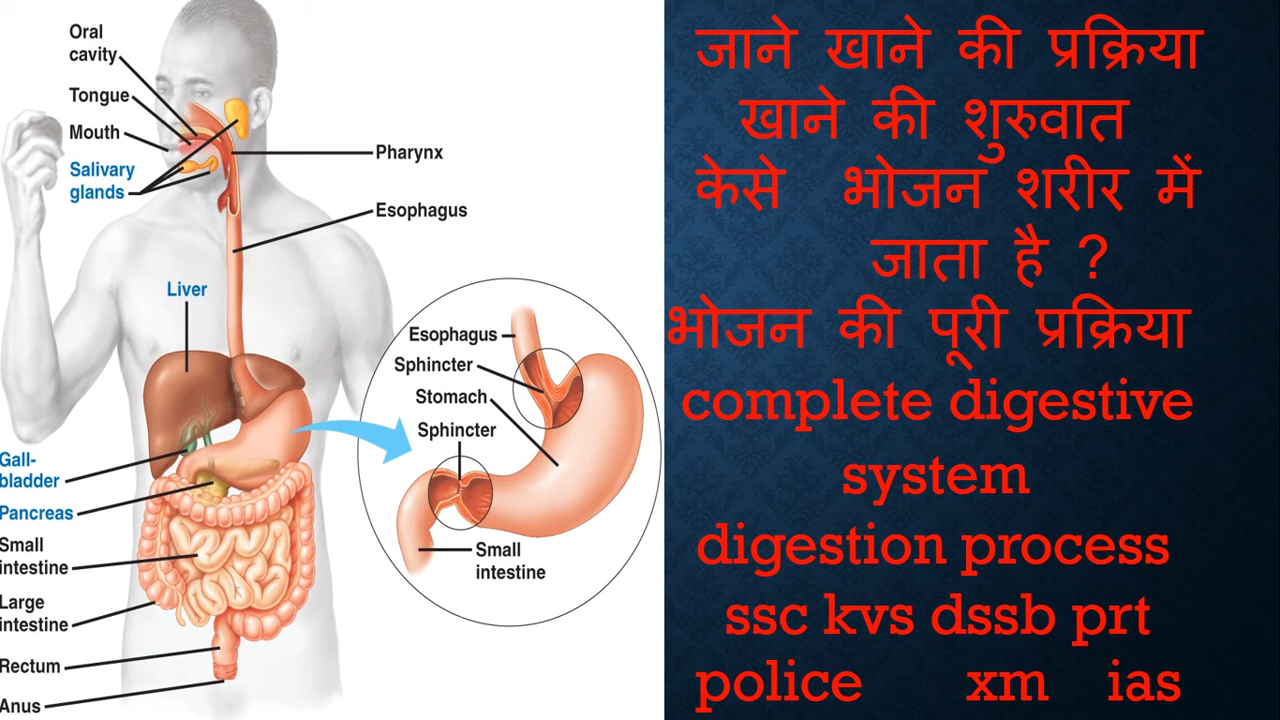 Oral
cavity
Tongue
Mouth
Salivary
glands
Pharynx
Esophagus
Liver
Gall-
bladder
Pancreas
Small
intestine
Large
intestine
Rectum
Anus
Esophagus
Sphincter
Stomach
Sphincter
Small
intestine
जाने खाने की प्रक्रिया
खाने की शुरुवात
केसे भोजन शरीर में
जाता है ?
भोजन की पूरी प्रक्रिया
complete digestive
system
digestion process
ssc kvs dssb prt
police xm ias